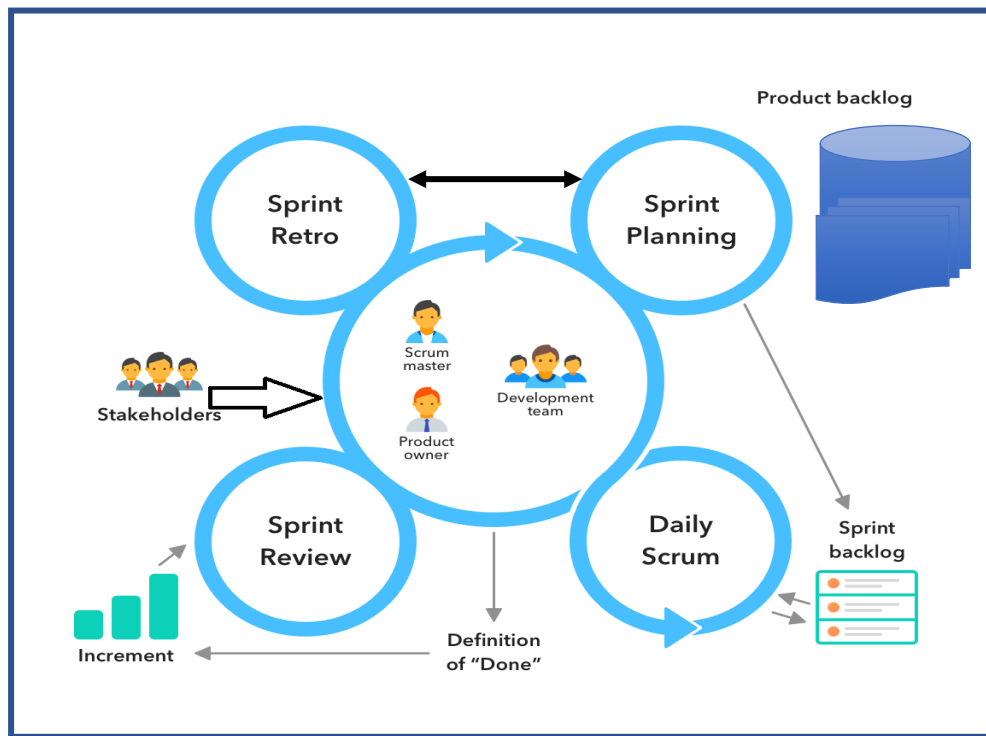 Product backlog
Sprint
Retro
Sprint
Planning
Scrum
master
Development
team
Stakeholders
Product
owner
Sprint
Review
Daily
Scrum
Sprint
backlog
Increment
Definition
of “Done”